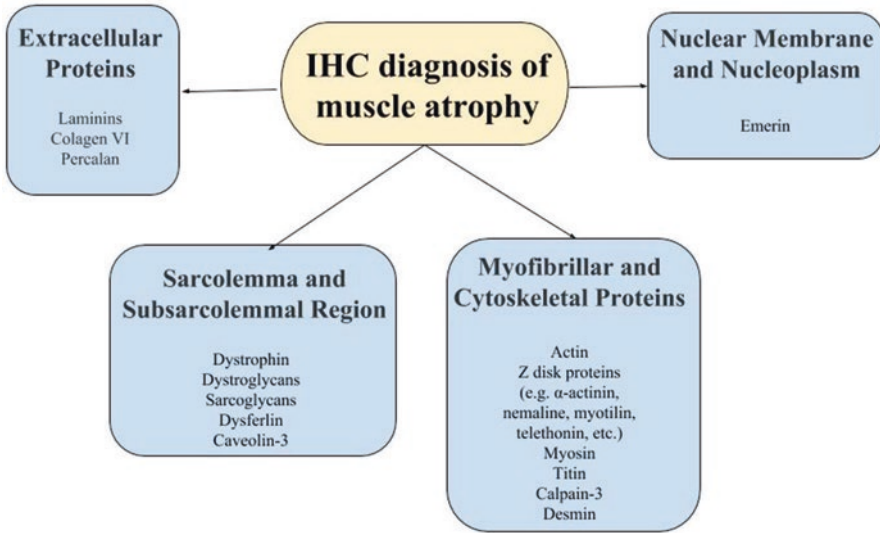 IHC diagnosis of
muscle atrophy
Extracellular
Proteins
Laminins
Colagen VI
Percalan
Nuclear Membrane
and Nucleoplasm
Emerin
Sarcolemma and
Subsarcolemmal Region
Dystrophin
Dystroglycans
Sarcoglycans
Dysferlin
Caveolin-3
Myofibrillar and
Cytoskeletal Proteins
Actin
Z disk proteins
(e.g. α-actinin,
nemaline, myotilin,
telethonin, etc.)
Myosin
Titin
Calpain-3
Desmin